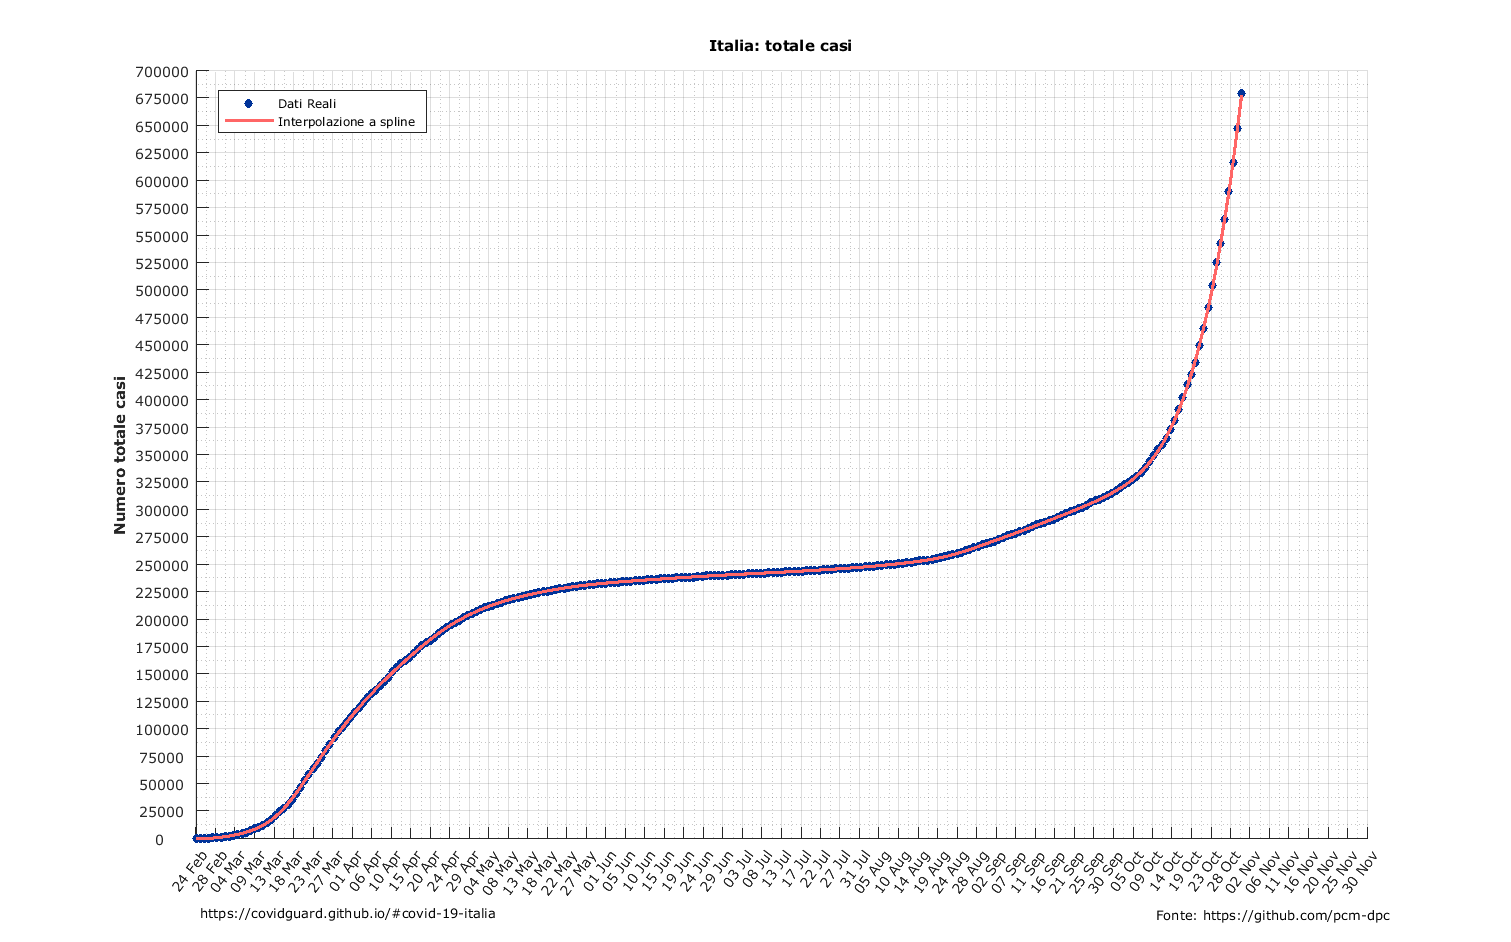 Italia: totale casi
Dati Reali
Interpolazione a spline
Numero totale casi
700000
675000
650000
625000
600000
575000
550000
525000
500000
475000
450000
425000
400000
375000
350000
325000
300000
275000
250000
225000
200000
175000
150000
125000
100000
75000
50000
25000
0
24 Feb
28 Feb
04 Mar
09 Mar
13 Mar
18 Mar
23 Mar
27 Mar
01 Apr
06 Apr
10 Apr
15 Apr
20 Apr
24 Apr
29 Apr
04 May
08 May
13 May
18 May
22 May
27 May
01 Jun
05 Jun
10 Jun
15 Jun
19 Jun
24 Jun
29 Jun
03 Jul
08 Jul
13 Jul
17 Jul
22 Jul
27 Jul
31 Jul
05 Aug
10 Aug
14 Aug
19 Aug
24 Aug
28 Aug
02 Sep
07 Sep
11 Sep
16 Sep
21 Sep
25 Sep
30 Sep
05 Oct
09 Oct
14 Oct
19 Oct
23 Oct
28 Oct
02 Nov
06 Nov
11 Nov
16 Nov
20 Nov
25 Nov
30 Nov
https://covidguard.github.io/#covid-19-italia
Fonte: https://github.com/pcm-dpc